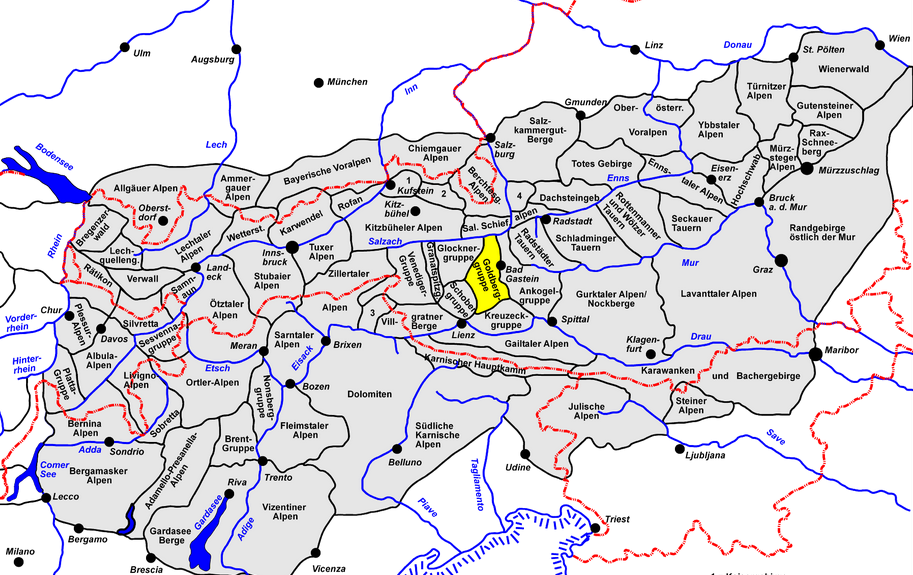 Ulm
Augsburg
München
Linz
Donau
St. Pölten
Wien
Wienerwald
Inn
Lech
Bodensee
Gmunden
Ober-
österr.
Voralpen
Türnitzer
Alpen
Gutensteiner
Alpen
Ybbstaler
Alpen
Rax-
Schnee-
berg
Mürz-
steger
Alpen
Mürzzuschlag
Salz-
kammergut-
Berge
Salz-
burg
Chiemgauer
Alpen
Bayerische Voralpen
Berchtesg.
Alpen
Totes Gebirge
Enns-
taler Alpen
Eisen-
erz
Hochschwab
Enns
Allgäuer Alpen
Ammer-
gauer
Alpen
Oberst-
dorf
Kufstein
1
2
3
4
Kitz-
bühel
Rofan
Karwendel
Wetterst.
Kitzbüheler Alpen
Sal. Schief.
alpen
Dachsteingeb.
Radstadt
Radstädter
Tauern
Schladminger
Tauern
Rottenmanner
und Wölzer
Tauern
Seckauer
Tauern
Bruck
a. d. Mur
Randgebirge
östlich der Mur
Bregenzer
wald
Lech-
quelleng.
Lechtaler
Alpen
Rhein
Rätikon
Verwall
Land-
eck
Inns-
bruck
Tuxer
Alpen
Salzach
Stubaier
Alpen
Zillertaler
Alpen
Venediger-
Gruppe
Granatspitzg.
Glockner-
gruppe
Goldberg-
gruppe
Bad
Gastein
Ankogel-
gruppe
Schober-
gruppe
Kreuzeck-
gruppe
Mur
Graz
Gurktaler Alpen/
Nockberge
Lavanttaler Alpen
Samn-
aun
Ötztaler
Alpen
Chur
Vorder-
rhein
Hinter-
rhein
Plessur-
Alpen
Davos
Silvretta
Sesvenna-
gruppe
Albula-
Alpen
Platta-
Gruppe
Livigno
Alpen
Meran
Etsch
Ortler-Alpen
Sarntaler
Alpen
Eisack
Brixen
Vill-
gratner
Berge
Lienz
Spittal
Gailtaler Alpen
Klagen-
furt
Drau
Maribor
Karnischer Hauptkamm
Karawanken
und
Bachergebirge
Steiner
Alpen
Julische
Alpen
Save
Ljubljana
Bernina
Alpen
Sobretta
Nonsberg-
gruppe
Bozen
Dolomiten
Fleimstaler
Alpen
Brent-
Gruppe
Südliche
Karnische
Alpen
Belluno
Udine
Tagliamento
Piave
Triest
Adda
Sondrio
Comer
See
Lecco
Bergamasker
Alpen
Adamello-Presanella-
Alpen
Trento
Riva
Gardasee
Gardasee
Berge
Adige
Vizentiner
Alpen
Vicenza
Bergamo
Brescia
Milano